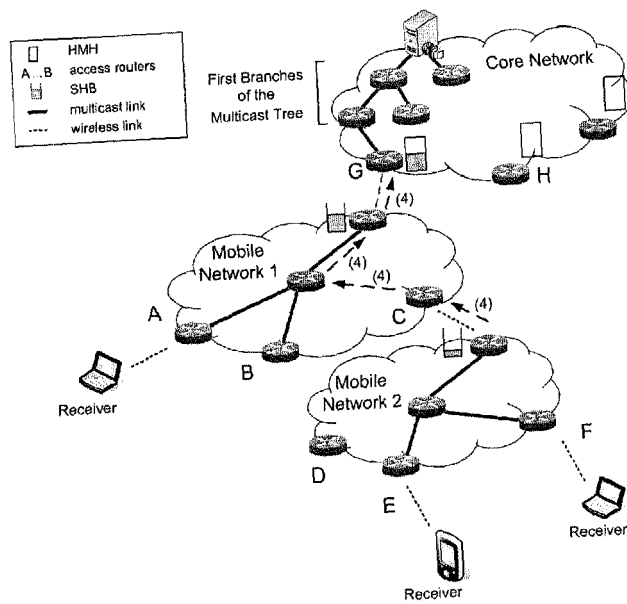 HMH
A ... B access routers
SHB
multicast link
wireless link
First Branches
of the
Multicast Tree
Core Network
G
H
(4)
Mobile
Network 1
(4)
(4)
(4)
A
C
B
Receiver
Mobile
Network 2
F
D
E
Receiver
Receiver